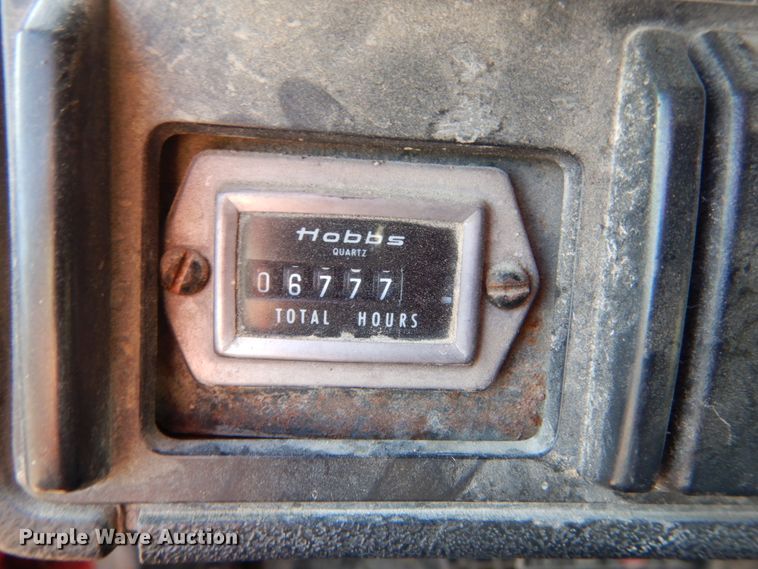 Hobbs
QUARTZ
06777
TOTAL HOURS
Purple Wave Auction